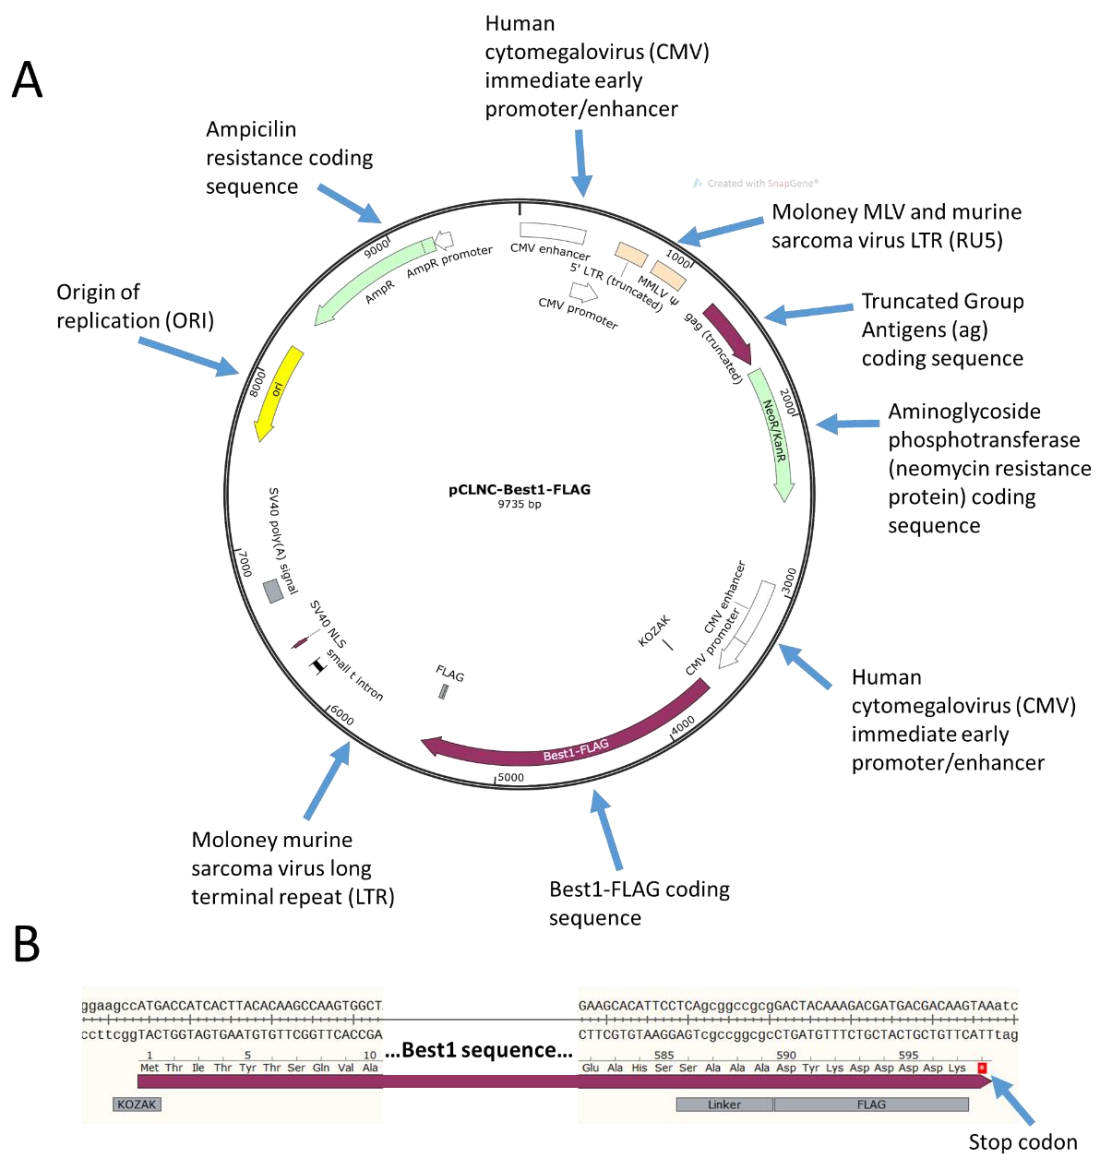 A
Human
cytomegalovirus (CMV)
immediate early
promoter/enhancer
Ampicilin
resistance coding
sequence
Created with SnapGene®
Moloney MLV and murine
sarcoma virus LTR (RU5)
Origin of
replication (ORI)
Truncated Group
Antigens (ag)
coding sequence
Aminoglycoside
phosphotransferase
(neomycin resistance
protein) coding
sequence
Human
cytomegalovirus (CMV)
immediate early
promoter/enhancer
Best1-FLAG coding
sequence
Moloney murine
sarcoma virus long
terminal repeat (LTR)
1000
2000
3000
4000
5000
6000
7000
8000
9000
CMV enhancer
CMV promoter
5' LTR (truncated)
MMLV Ψ
gag (truncated)
NeoR/KanR
CMV enhancer
CMV promoter
KOZAK
Best1-FLAG
FLAG
small t intron
SV40 NLS
SV40 poly(A) signal
ori
AmpR
AmpR promoter
pCLNC-Best1-FLAG
9735 bp
B
ggaagccATGACCATCACTTACACAAGCCAAGTGGCT
GAAGCACATTCCTCAgcggccgcgGACTACAAAGACGATGACGACAAGTAAatc
ccttcggTACTGGTAGTGAATGTGTTCGGTTCACCGA
CTTCGTGTAAGGAGTcgccggcgcCTGATGTTTCTGCTACTGCTGTTCATTtag
...Best1 sequence...
1 5 10
585 590 595
Met Thr Ile Thr Tyr Thr Ser Gln Val Ala
Glu Ala His Ser Ser Ala Ala Ala Asp Tyr Lys Asp Asp Asp Asp Lys *
KOZAK
Linker
FLAG
Stop codon